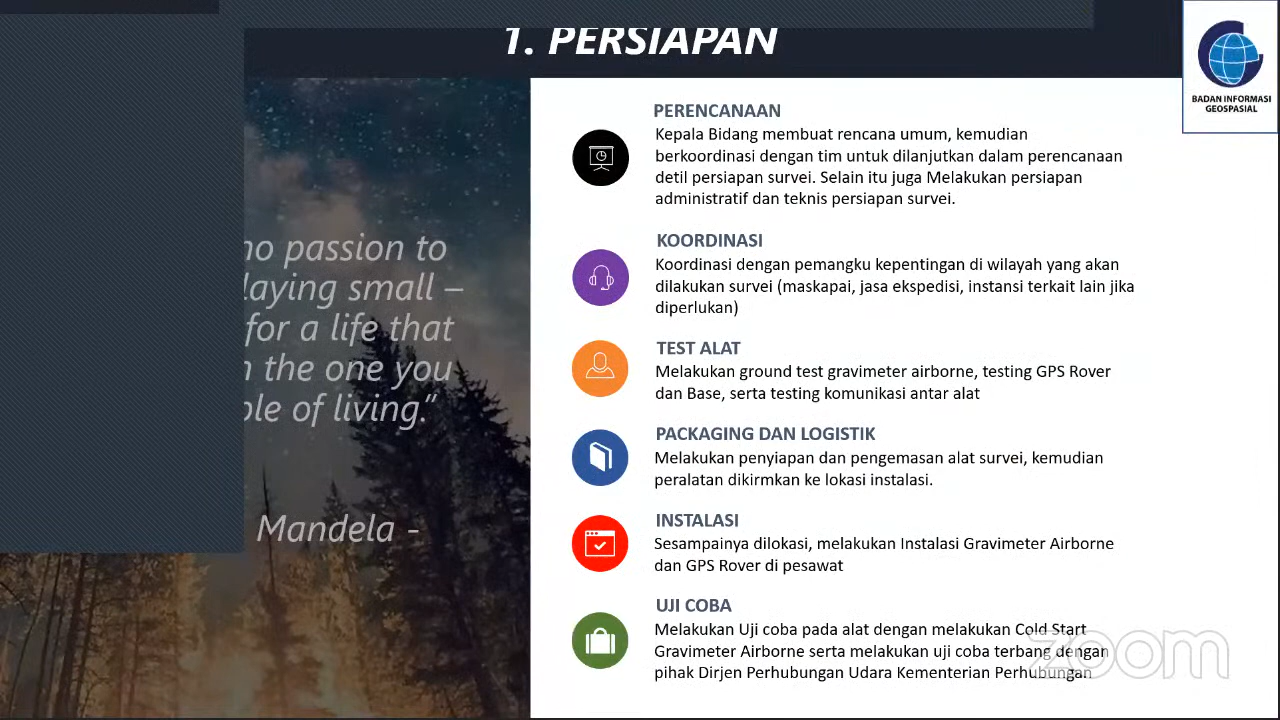 1. PERSIAPAN
BADAN INFORMASI
GEOSPASIAL
no passion to
laying small –
for a life that
the one you
ble of living.”
Mandela -
PERENCANAAN
Kepala Bidang membuat rencana umum, kemudian
berkoordinasi dengan tim untuk dilanjutkan dalam perencanaan
detil persiapan survei. Selain itu juga Melakukan persiapan
administratif dan teknis persiapan survei.
KOORDINASI
Koordinasi dengan pemangku kepentingan di wilayah yang akan
dilakukan survei (maskapai, jasa ekspedisi, instansi terkait lain jika
diperlukan)
TEST ALAT
Melakukan ground test gravimeter airborne, testing GPS Rover
dan Base, serta testing komunikasi antar alat
PACKAGING DAN LOGISTIK
Melakukan penyiapan dan pengemasan alat survei, kemudian
peralatan dikirmkan ke lokasi instalasi.
INSTALASI
Sesampainya dilokasi, melakukan Instalasi Gravimeter Airborne
dan GPS Rover di pesawat
UJI COBA
Melakukan Uji coba pada alat dengan melakukan Cold Start
Gravimeter Airborne serta melakukan uji coba terbang dengan
pihak Dirjen Perhubungan Udara Kementerian Perhubungan
zoom